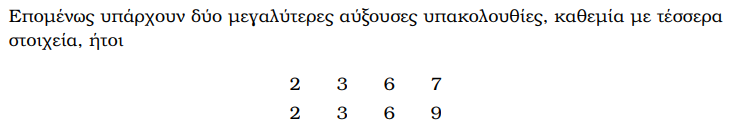 Επομένως υπάρχουν δύο μεγαλύτερες αύξουσες υπακολουθίες, καθεμία με τέσσερα
στοιχεία, ήτοι
2 3 6 7
2 3 6 9